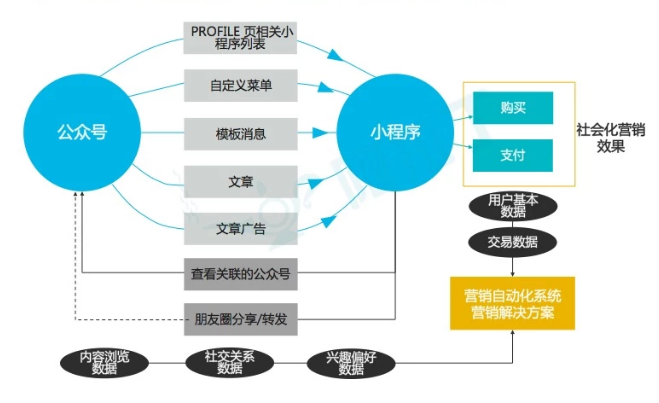 PROFILE 页相关小
程序列表
自定义菜单
公众号
模板消息
小程序
文章
文章广告
查看关联的公众号
朋友圈分享/转发
购买
支付
社会化营销
效果
用户基本
数据
交易数据
营销自动化系统
营销解决方案
内容浏览
数据
社交关系
数据
兴趣偏好
数据